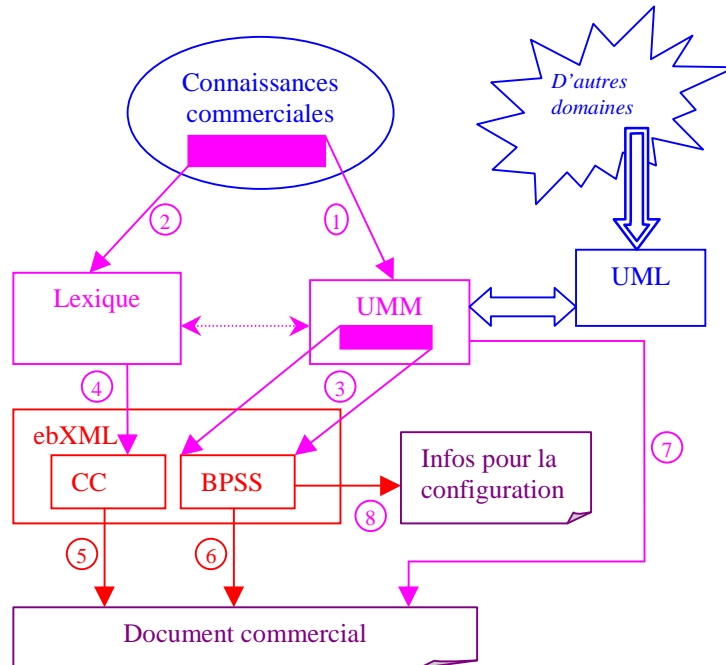 Connaissances
commerciales
D'autres
domaines
2
1
UML
Lexique
UMM
4
3
7
ebXML
CC
BPSS
Infos pour la
configuration
8
5
6
Document commercial